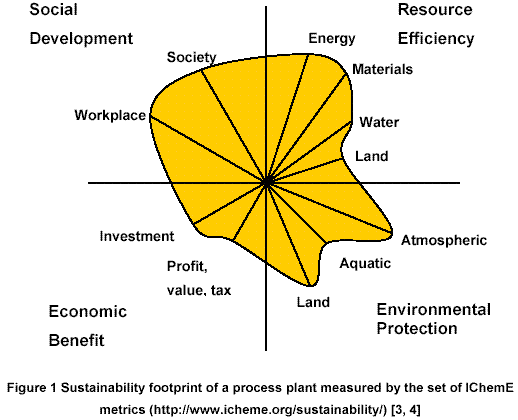 Social
Development
Resource
Efficiency
Energy
Society
Materials
Workplace
Water
Land
Investment
Atmospheric
Aquatic
Profit,
value, tax
Land
Economic
Benefit
Environmental
Protection
Figure 1 Sustainability footprint of a process plant measured by the set of IChemE
metrics (http://www.icheme.org/sustainability/) [3, 4]